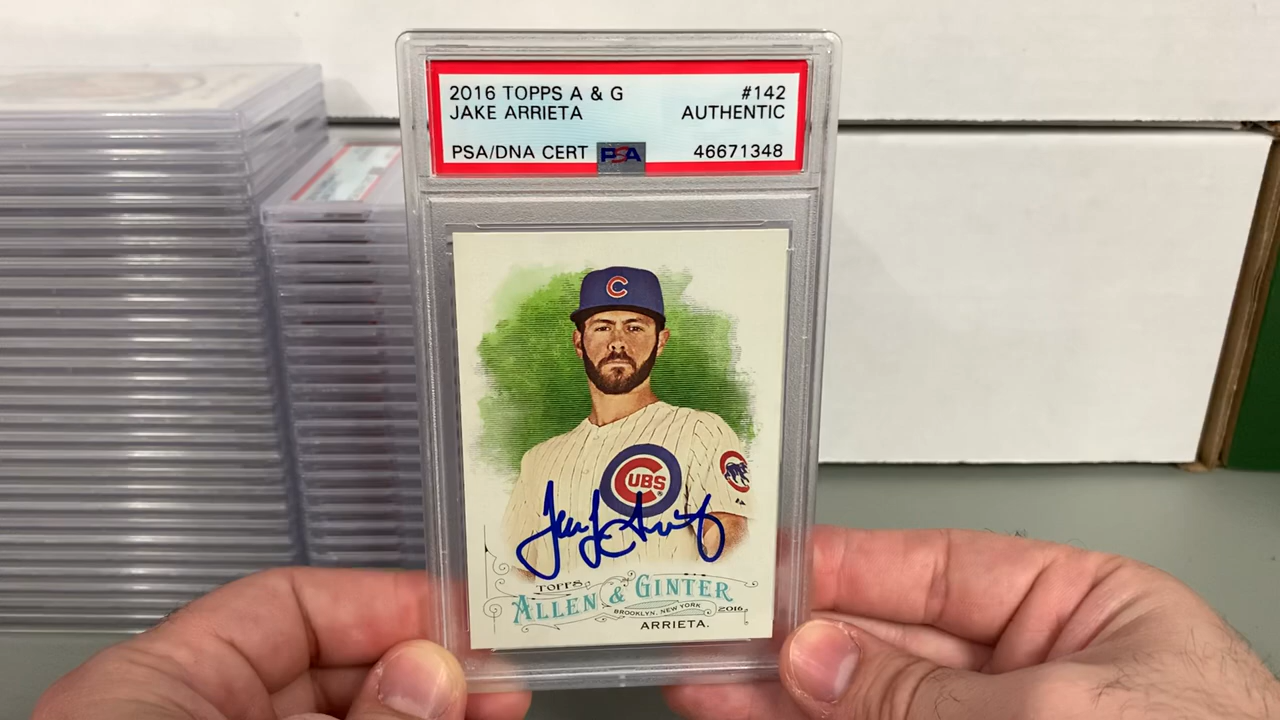 2016 TOPPS A & G #142
JAKE ARRIETA AUTHENTIC
PSA/DNA CERT PSA 46671348
C
CUBS
TOPPS
ALLEN & GINTER
BROOKLYN, NEW YORK 2016
ARRIETA.